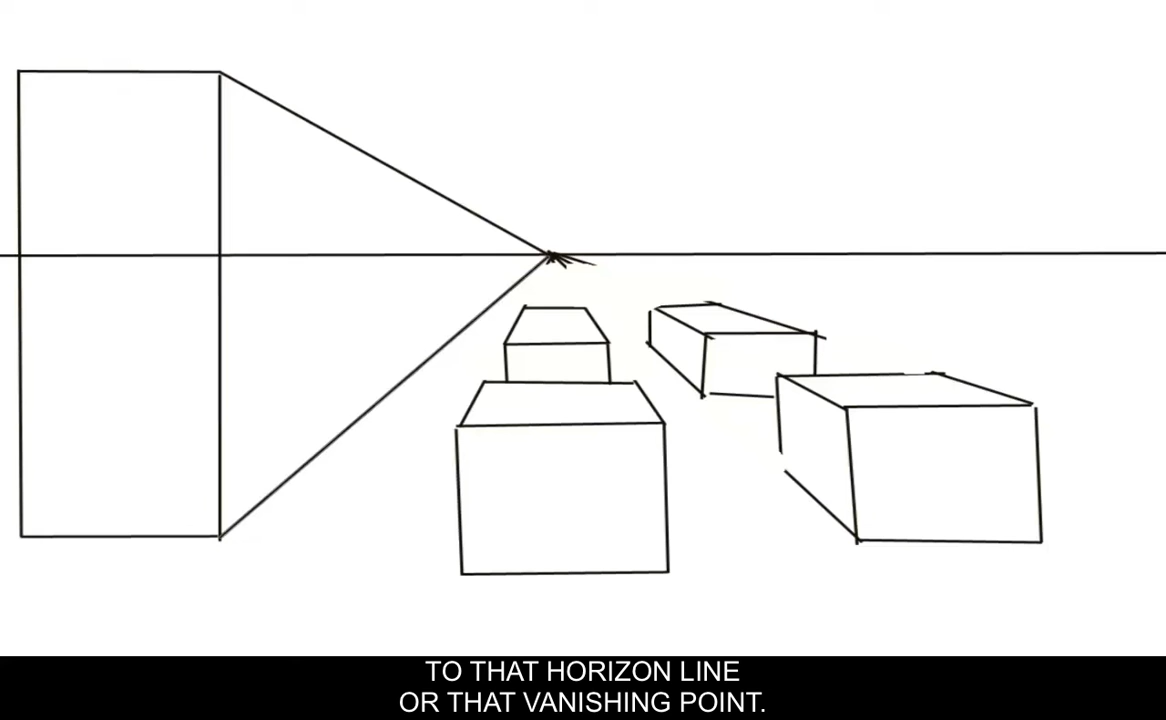 TO THAT HORIZON LINE
OR THAT VANISHING POINT.